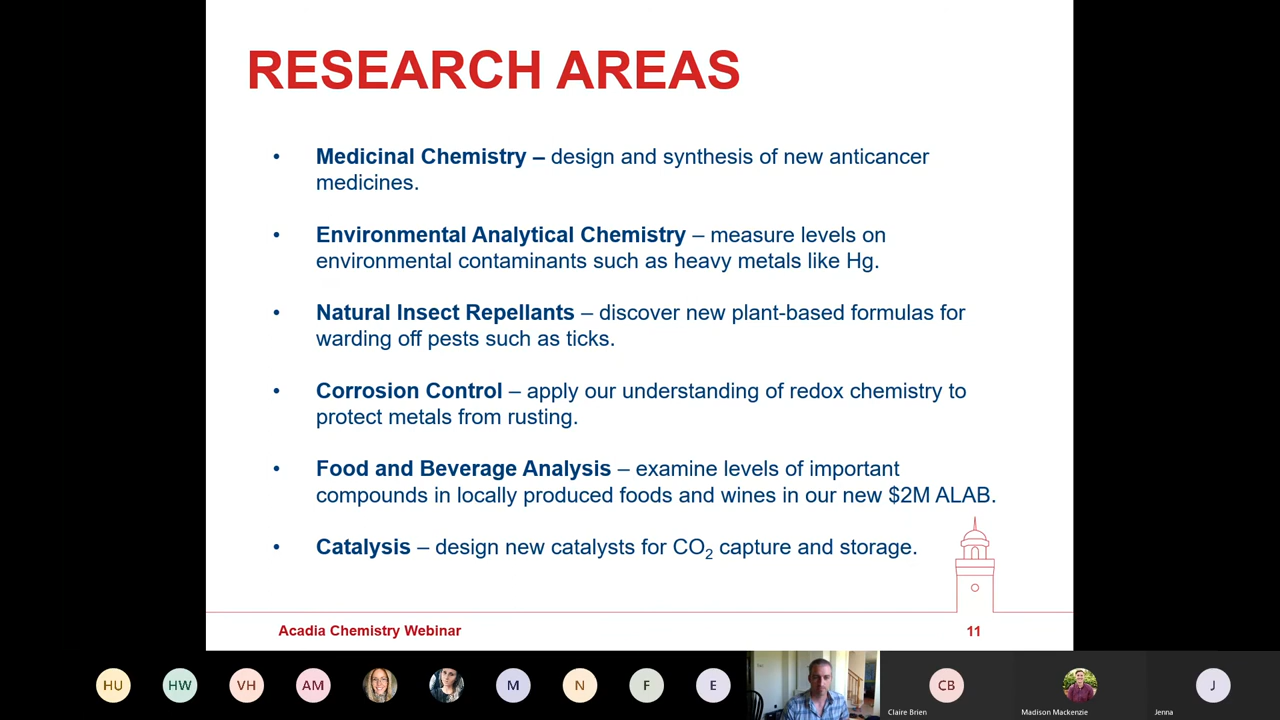 RESEARCH AREAS
• Medicinal Chemistry – design and synthesis of new anticancer
medicines.
• Environmental Analytical Chemistry – measure levels on
environmental contaminants such as heavy metals like Hg.
• Natural Insect Repellants – discover new plant-based formulas for
warding off pests such as ticks.
• Corrosion Control – apply our understanding of redox chemistry to
protect metals from rusting.
• Food and Beverage Analysis – examine levels of important
compounds in locally produced foods and wines in our new $2M ALAB.
• Catalysis – design new catalysts for CO₂ capture and storage.
Acadia Chemistry Webinar 11
HU HW VH AM M N F E CB J
Claire Brien Madison Mackenzie Jenna